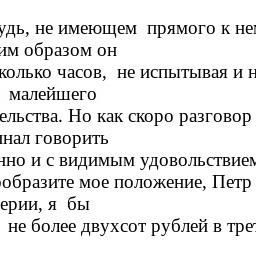 удь, не имеющем прямого к нем
им образом он
колько часов, не испытывая и н
малейшего
ельства. Но как скоро разговор
инал говорить
нно и с видимым удовольствием
ообразите мое положение, Петр
ерии, я бы
не более двухсот рублей в трет